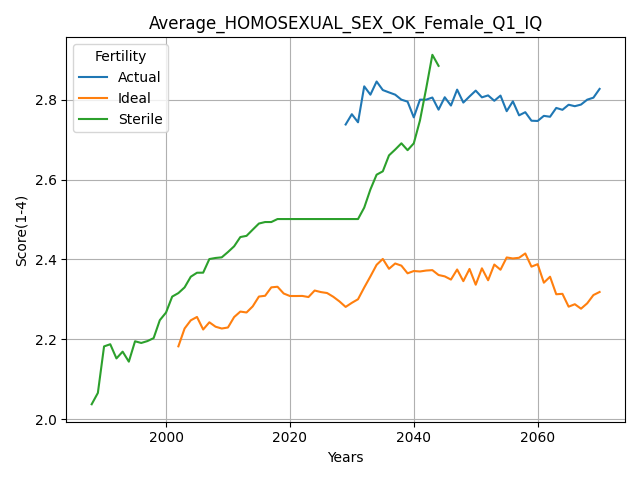 Average_HOMOSEXUAL_SEX_OK_Female_Q1_IQ
Fertility
Actual
Ideal
Sterile
Score(1-4)
2.8
2.6
2.4
2.2
2.0
2000 2020 2040 2060
Years